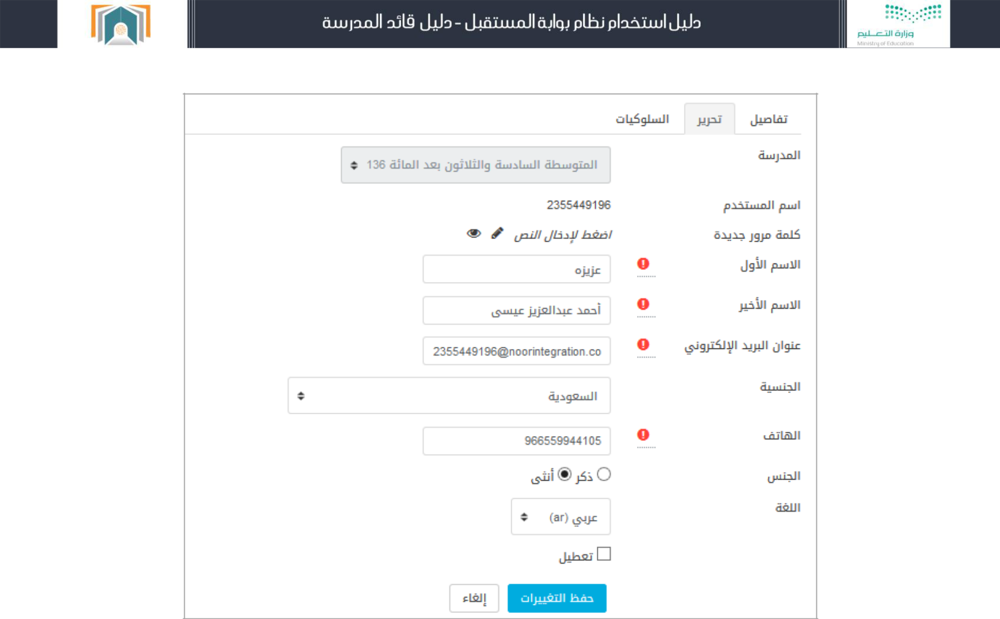 دليل استخدام نظام بوابة المستقبل - دليل قائد المدرسة
وزارة التعليم
Ministry of Education
تفاصيل تحرير السلوكيات
المدرسة المتوسطة السادسة والثلاثون بعد المائة 136
اسم المستخدم 2355449196
كلمة مرور جديدة اضغط لإدخال النص
الاسم الأول عزيزه
الاسم الأخير أحمد عبدالعزيز عيسى
عنوان البريد الإلكتروني 2355449196@noorintegration.co
الجنسية السعودية
الهاتف 966559944105
الجنس ذكر أنثى
اللغة عربي (ar)
تعطيل
حفظ التغييرات إلغاء